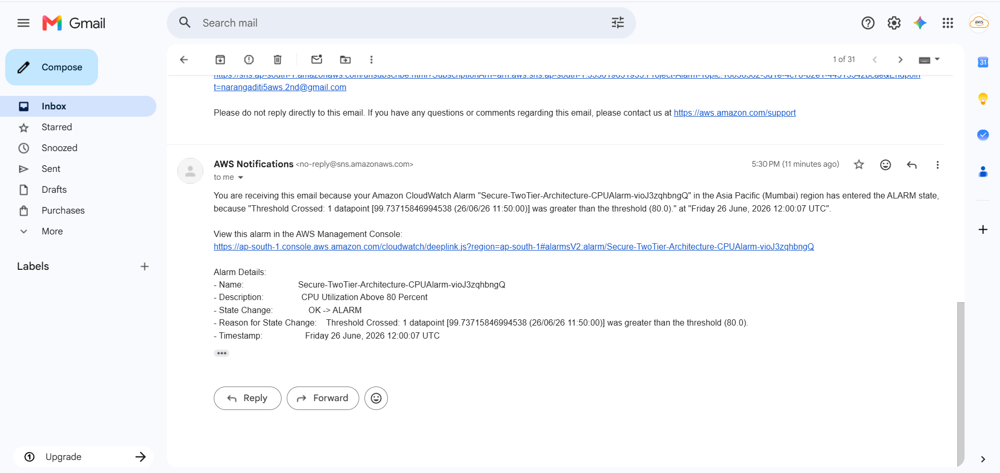 Gmail
Search mail
aws
Compose
1 of 31
31
Inbox
Starred
Snoozed
Sent
Drafts
Purchases
More
Labels
Upgrade
t=narangaditi5aws.2nd@gmail.com
Please do not reply directly to this email. If you have any questions or comments regarding this email, please contact us at https://aws.amazon.com/support
AWS Notifications <no-reply@sns.amazonaws.com>
5:30 PM (11 minutes ago)
to me
You are receiving this email because your Amazon CloudWatch Alarm "Secure-TwoTier-Architecture-CPUAlarm-vioJ3zqhbngQ" in the Asia Pacific (Mumbai) region has entered the ALARM state,
because "Threshold Crossed: 1 datapoint [99.73715846994538 (26/06/26 11:50:00)] was greater than the threshold (80.0)." at "Friday 26 June, 2026 12:00:07 UTC".
View this alarm in the AWS Management Console:
https://ap-south-1.console.aws.amazon.com/cloudwatch/deeplink.js?region=ap-south-1#alarmsV2:alarm/Secure-TwoTier-Architecture-CPUAlarm-vioJ3zqhbngQ
Alarm Details:
- Name: Secure-TwoTier-Architecture-CPUAlarm-vioJ3zqhbngQ
- Description: CPU Utilization Above 80 Percent
- State Change: OK -> ALARM
- Reason for State Change: Threshold Crossed: 1 datapoint [99.73715846994538 (26/06/26 11:50:00)] was greater than the threshold (80.0).
- Timestamp: Friday 26 June, 2026 12:00:07 UTC
Reply
Forward